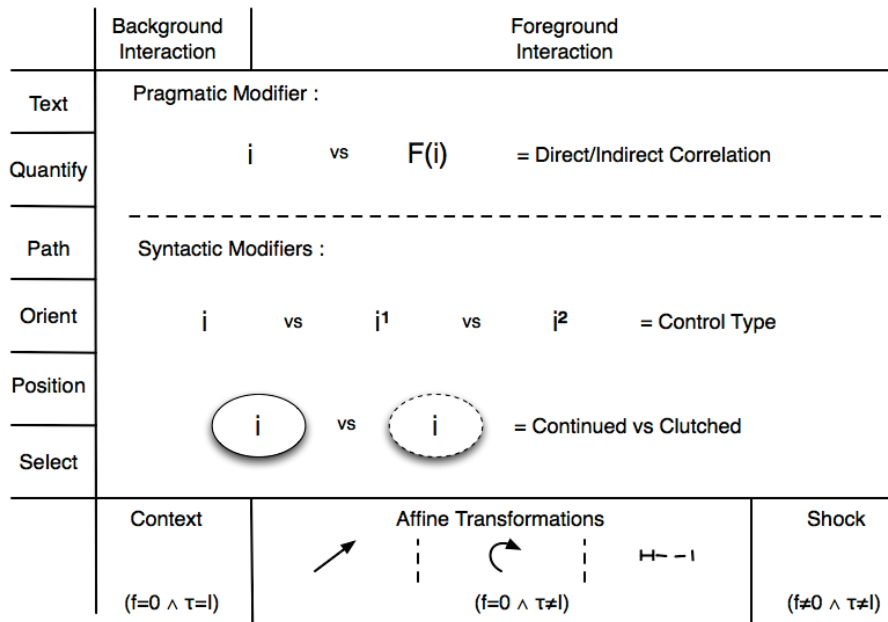 Background Interaction
Foreground Interaction
Text
Pragmatic Modifier :
Quantify
i vs F(i) = Direct/Indirect Correlation
Path
Syntactic Modifiers :
Orient
i vs i¹ vs i² = Control Type
Position
i vs i = Continued vs Clutched
Select
Context
Affine Transformations
Shock
(f=0 ∧ τ=I)
(f=0 ∧ τ≠I)
(f≠0 ∧ τ≠I)